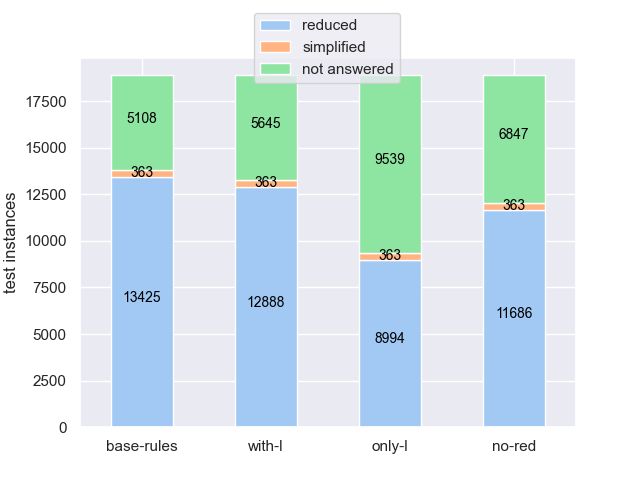 reduced
simplified
not answered
test instances
17500
15000
12500
10000
7500
5000
2500
0
5108
5645
9539
6847
363
363
363
363
13425
12888
8994
11686
base-rules
with-l
only-l
no-red